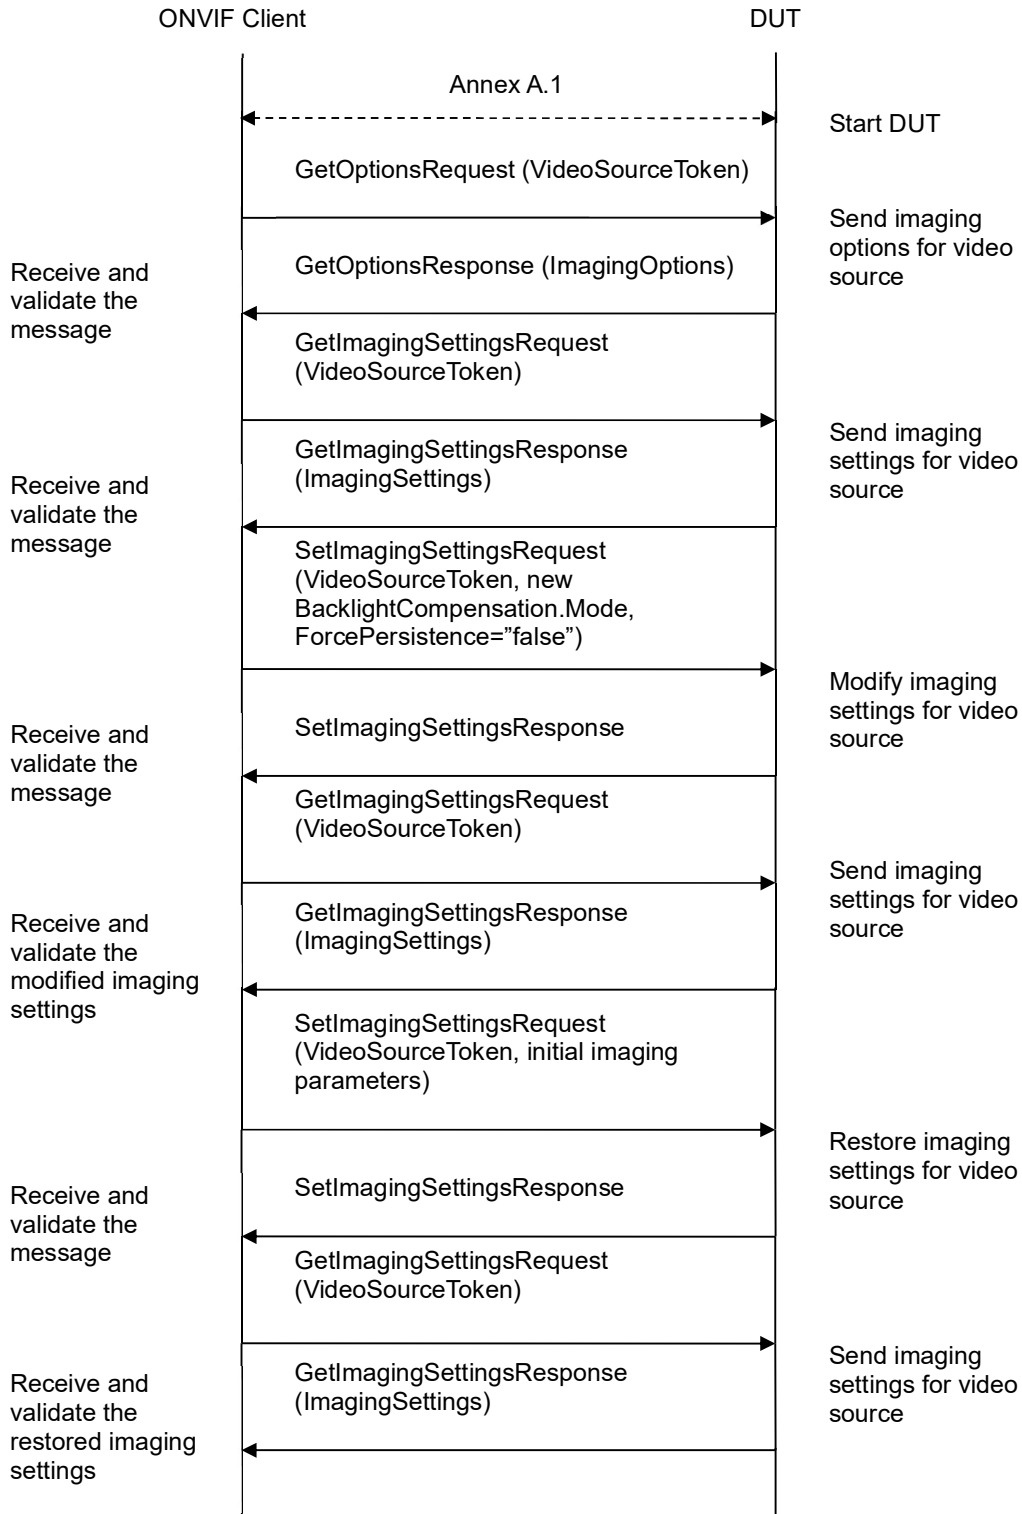 ONVIF Client
DUT
Annex A.1
Start DUT
GetOptionsRequest (VideoSourceToken)
Send imaging
options for video
source
GetOptionsResponse (ImagingOptions)
Receive and
validate the
message
GetImagingSettingsRequest
(VideoSourceToken)
Send imaging
settings for video
source
GetImagingSettingsResponse
(ImagingSettings)
Receive and
validate the
message
SetImagingSettingsRequest
(VideoSourceToken, new
BacklightCompensation.Mode,
ForcePersistence=”false”)
Modify imaging
settings for video
source
SetImagingSettingsResponse
Receive and
validate the
message
GetImagingSettingsRequest
(VideoSourceToken)
Send imaging
settings for video
source
GetImagingSettingsResponse
(ImagingSettings)
Receive and
validate the
modified imaging
settings
SetImagingSettingsRequest
(VideoSourceToken, initial imaging
parameters)
Restore imaging
settings for video
source
SetImagingSettingsResponse
Receive and
validate the
message
GetImagingSettingsRequest
(VideoSourceToken)
Send imaging
settings for video
source
GetImagingSettingsResponse
(ImagingSettings)
Receive and
validate the
restored imaging
settings